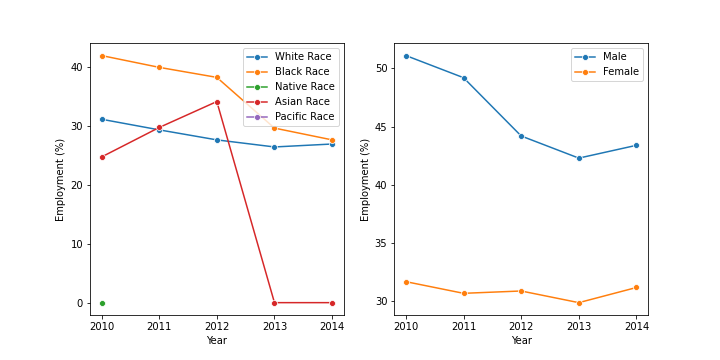 White Race
Black Race
Native Race
Asian Race
Pacific Race
40
30
20
10
0
Employment (%)
2010 2011 2012 2013 2014
Year
Male
Female
50
45
40
35
30
Employment (%)
2010 2011 2012 2013 2014
Year